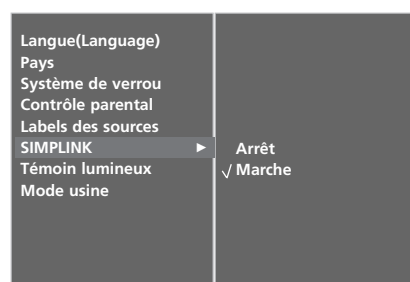 Langue(Language)
Pays
Système de verrou
Contrôle parental
Labels des sources
SIMPLINK ►
Témoin lumineux
Mode usine
Arrêt
√ Marche